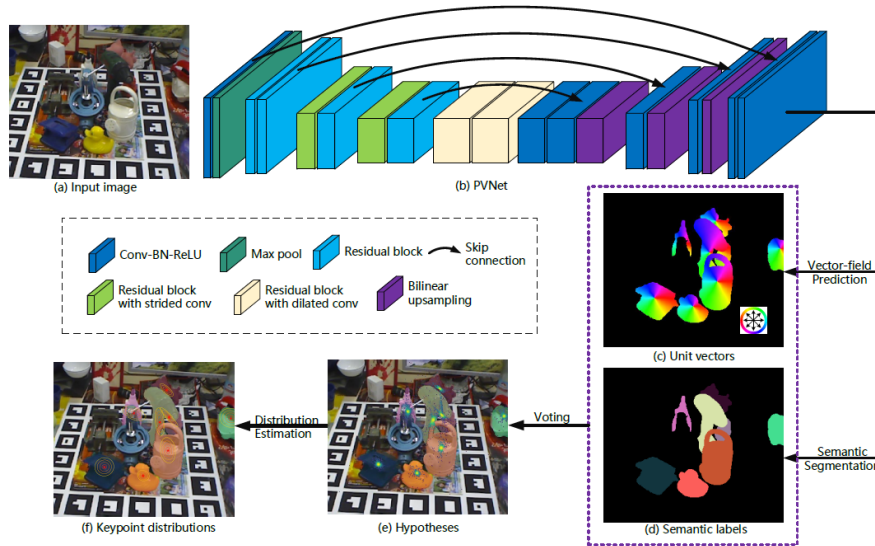 (a) Input image
(b) PVNet
Conv-BN-ReLU
Max pool
Residual block
Skip
connection
Residual block
with strided conv
Residual block
with dilated conv
Bilinear
upsampling
Vector-field
Prediction
(c) Unit vectors
Distribution
Estimation
Voting
Semantic
Segmentation
(f) Keypoint distributions
(e) Hypotheses
(d) Semantic labels